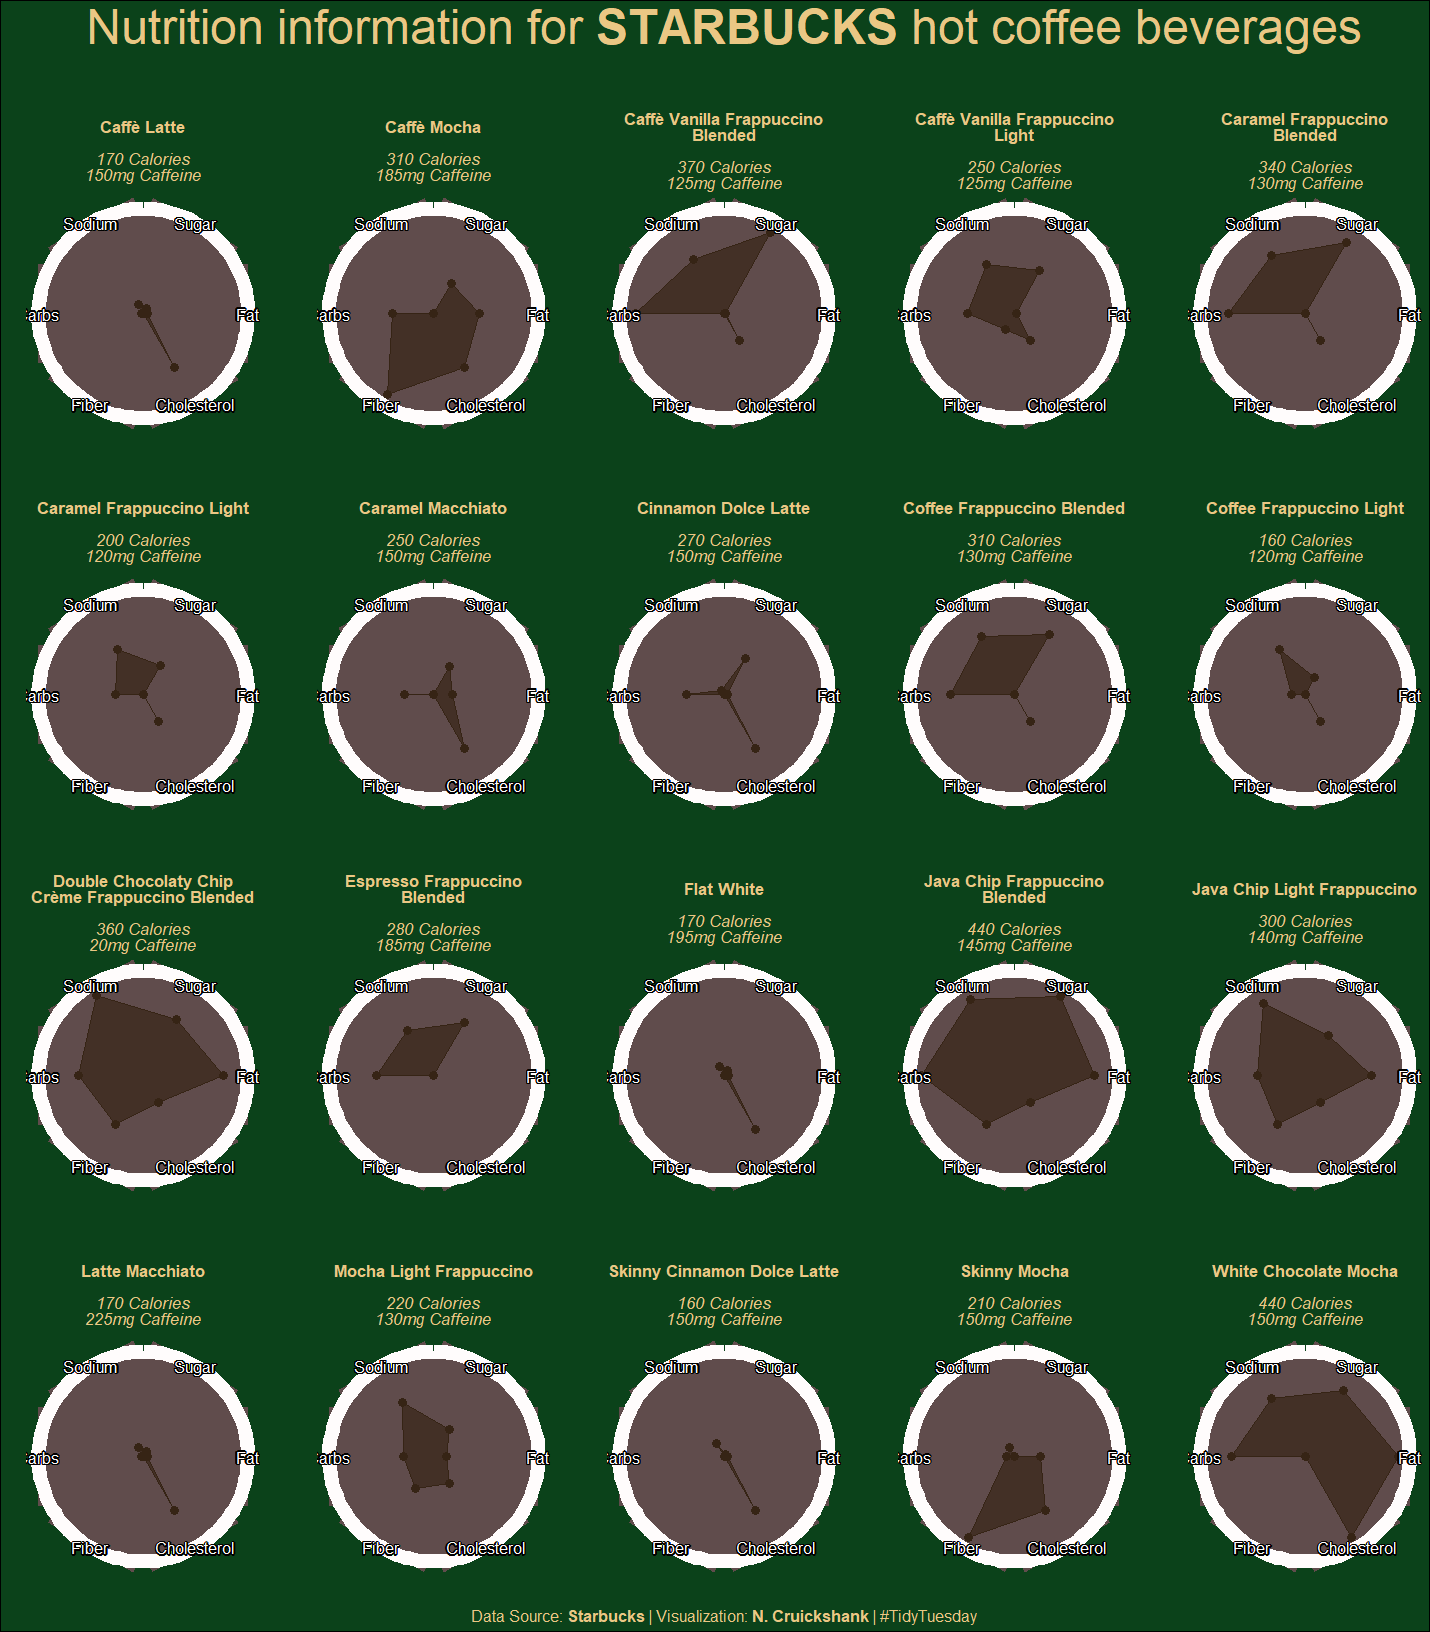 Nutrition information for STARBUCKS hot coffee beverages
Caffè Latte
170 Calories
150mg Caffeine
Sodium
Sugar
arbs
Fat
Fiber
Cholesterol
Caffè Mocha
310 Calories
185mg Caffeine
Sodium
Sugar
arbs
Fat
Fiber
Cholesterol
Caffè Vanilla Frappuccino
Blended
370 Calories
125mg Caffeine
Sodium
Sugar
arbs
Fat
Fiber
Cholesterol
Caffè Vanilla Frappuccino
Light
250 Calories
125mg Caffeine
Sodium
Sugar
arbs
Fat
Fiber
Cholesterol
Caramel Frappuccino
Blended
340 Calories
130mg Caffeine
Sodium
Sugar
arbs
Fat
Fiber
Cholesterol
Caramel Frappuccino Light
200 Calories
120mg Caffeine
Sodium
Sugar
arbs
Fat
Fiber
Cholesterol
Caramel Macchiato
250 Calories
150mg Caffeine
Sodium
Sugar
arbs
Fat
Fiber
Cholesterol
Cinnamon Dolce Latte
270 Calories
150mg Caffeine
Sodium
Sugar
arbs
Fat
Fiber
Cholesterol
Coffee Frappuccino Blended
310 Calories
130mg Caffeine
Sodium
Sugar
arbs
Fat
Fiber
Cholesterol
Coffee Frappuccino Light
160 Calories
120mg Caffeine
Sodium
Sugar
arbs
Fat
Fiber
Cholesterol
Double Chocolaty Chip
Crème Frappuccino Blended
360 Calories
20mg Caffeine
Sodium
Sugar
arbs
Fat
Fiber
Cholesterol
Espresso Frappuccino
Blended
280 Calories
185mg Caffeine
Sodium
Sugar
arbs
Fat
Fiber
Cholesterol
Flat White
170 Calories
195mg Caffeine
Sodium
Sugar
arbs
Fat
Fiber
Cholesterol
Java Chip Frappuccino
Blended
440 Calories
145mg Caffeine
Sodium
Sugar
arbs
Fat
Fiber
Cholesterol
Java Chip Light Frappuccino
300 Calories
140mg Caffeine
Sodium
Sugar
arbs
Fat
Fiber
Cholesterol
Latte Macchiato
170 Calories
225mg Caffeine
Sodium
Sugar
arbs
Fat
Fiber
Cholesterol
Mocha Light Frappuccino
220 Calories
130mg Caffeine
Sodium
Sugar
arbs
Fat
Fiber
Cholesterol
Skinny Cinnamon Dolce Latte
160 Calories
150mg Caffeine
Sodium
Sugar
arbs
Fat
Fiber
Cholesterol
Skinny Mocha
210 Calories
150mg Caffeine
Sodium
Sugar
arbs
Fat
Fiber
Cholesterol
White Chocolate Mocha
440 Calories
150mg Caffeine
Sodium
Sugar
arbs
Fat
Fiber
Cholesterol
Data Source: Starbucks | Visualization: N. Cruickshank | #TidyTuesday